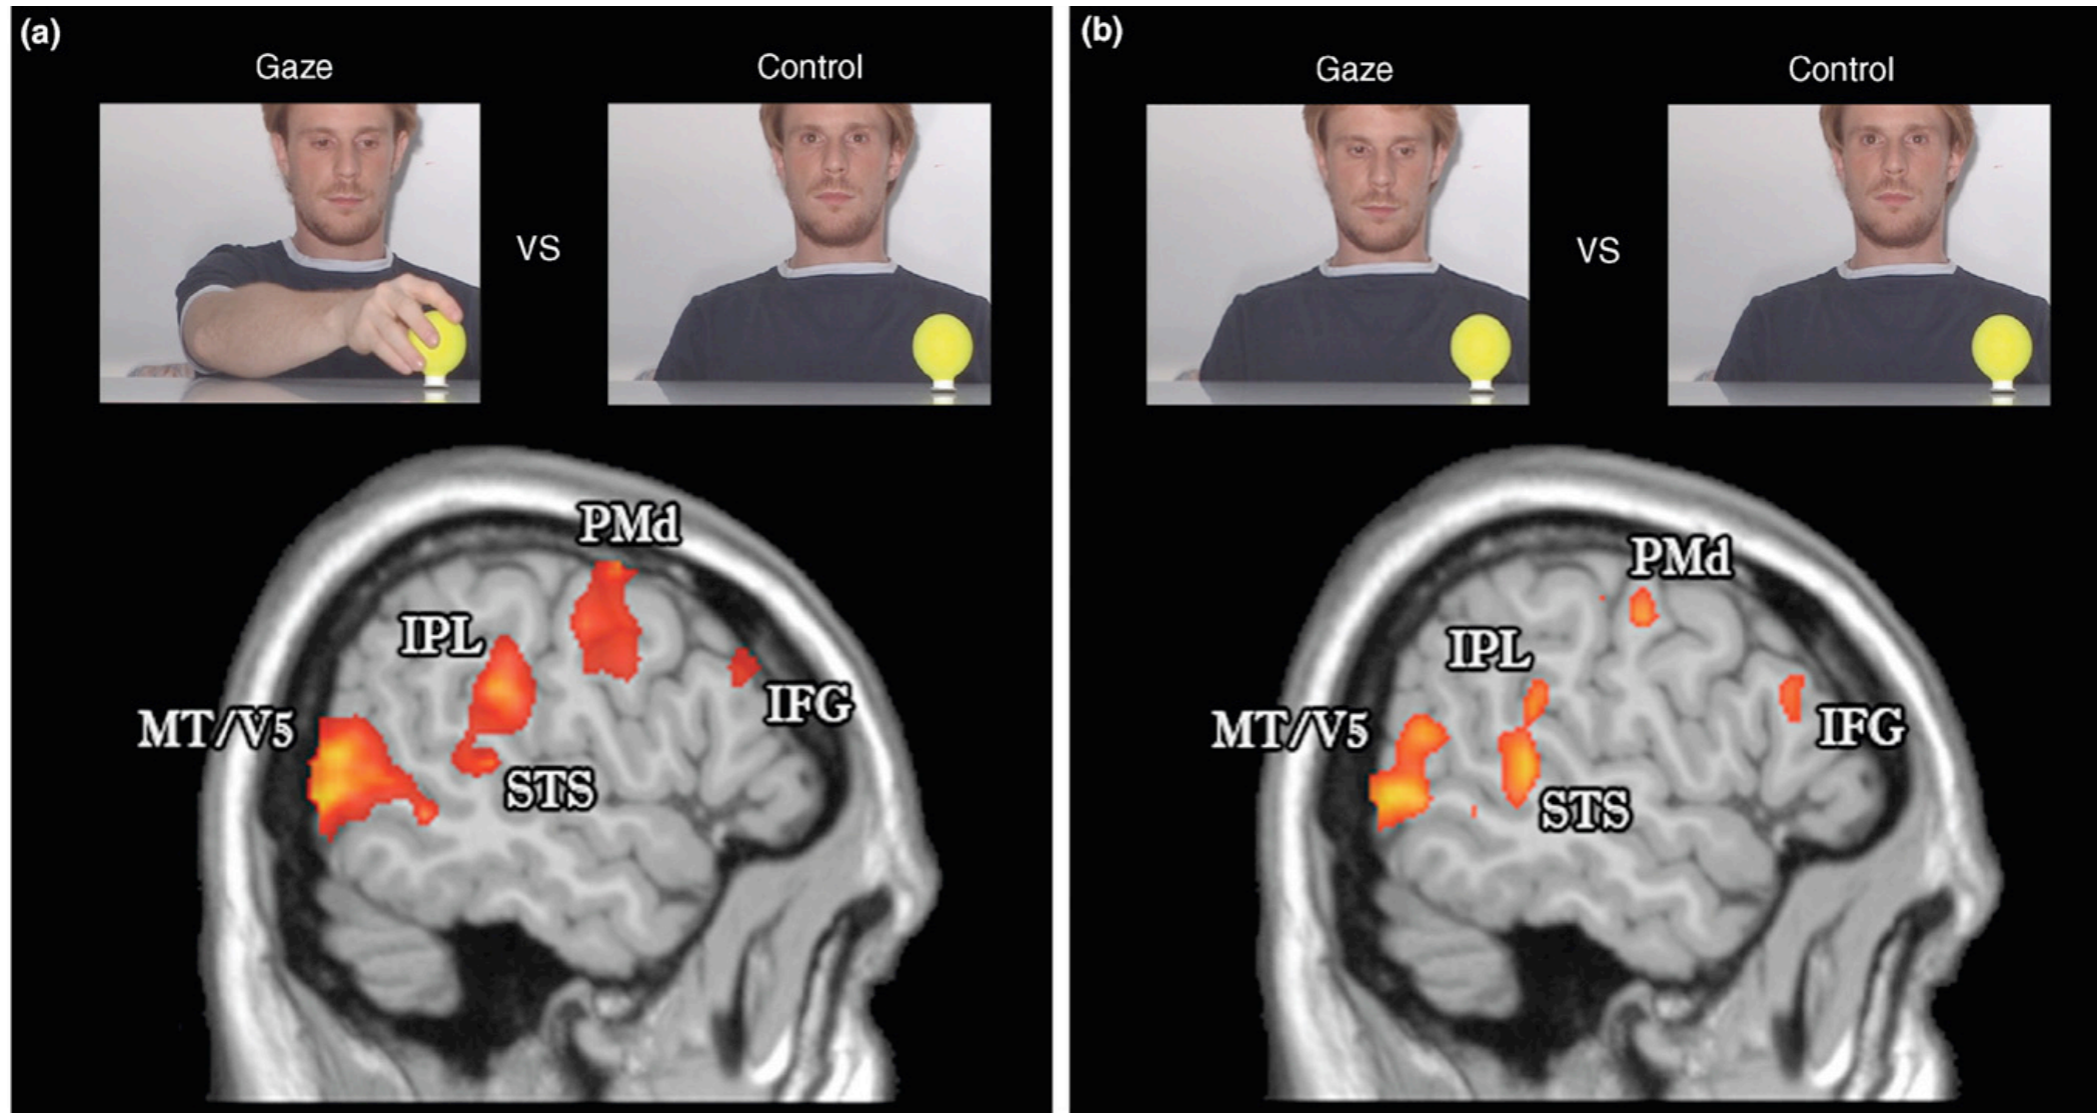 (a)
Gaze
Control
VS
PMd
IPL
IFG
MT/V5
STS
(b)
Gaze
Control
VS
PMd
IPL
IFG
MT/V5
STS